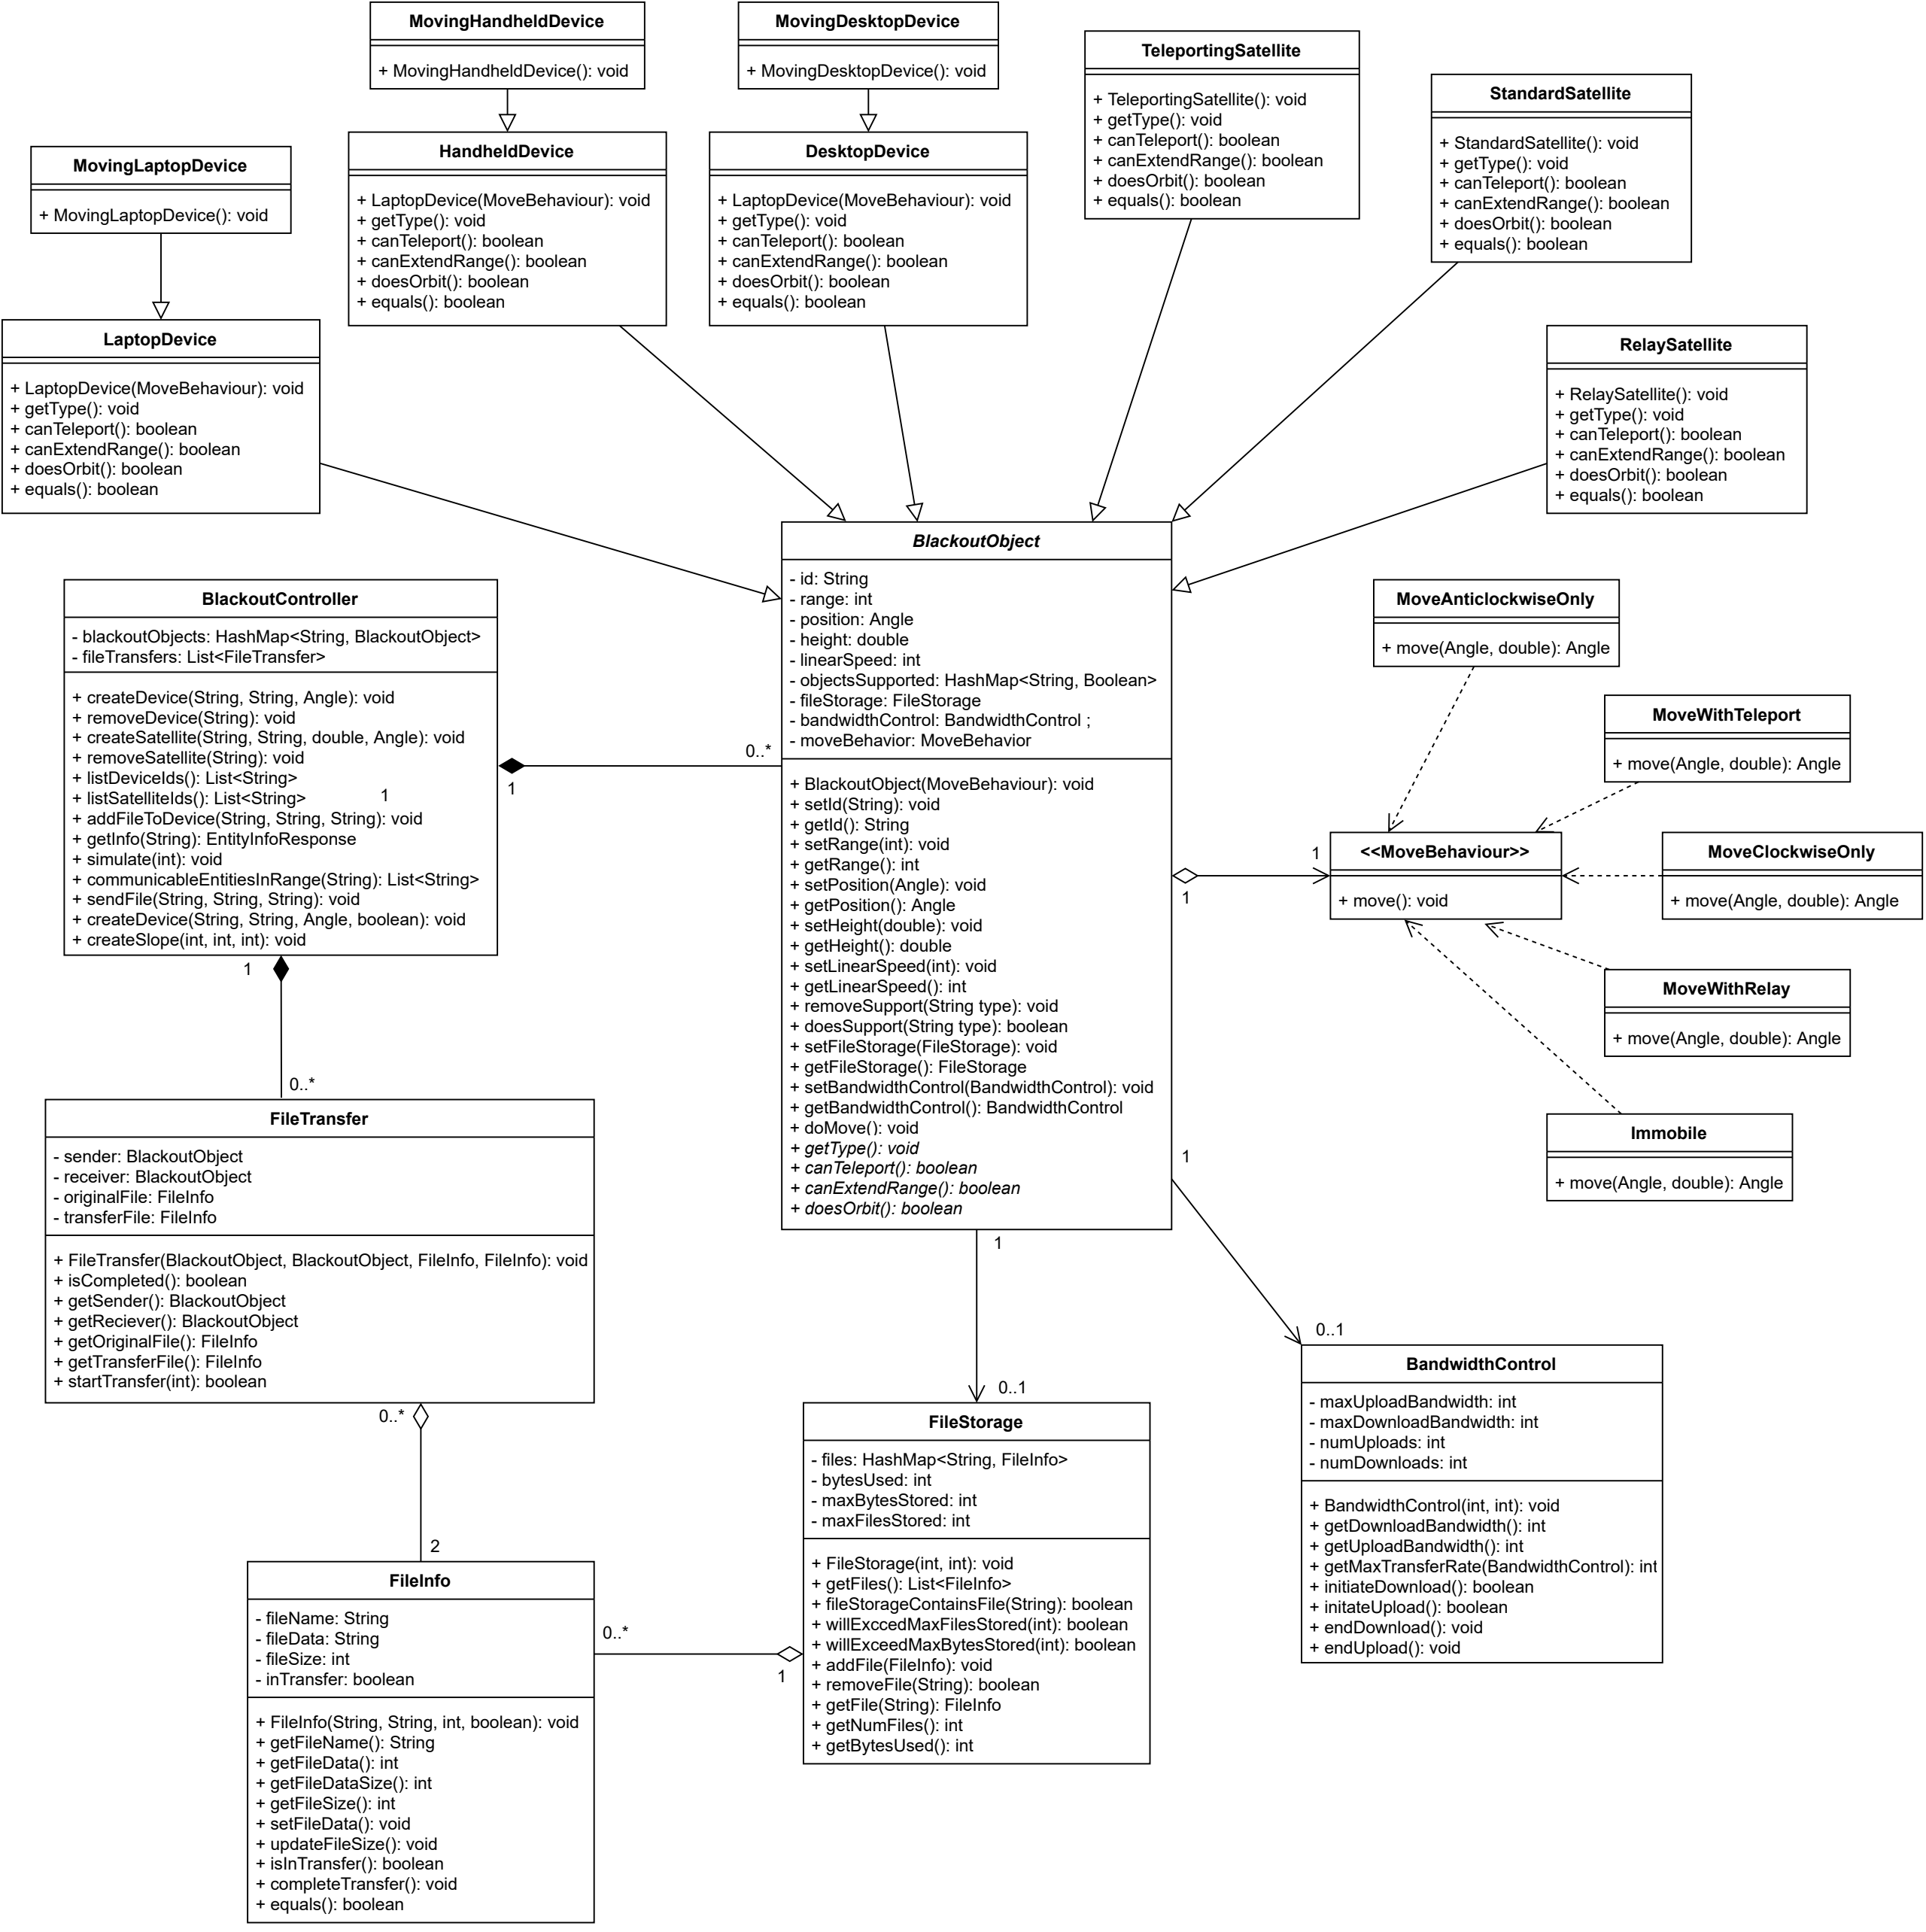 MovingHandheldDevice
+ MovingHandheldDevice(): void
MovingDesktopDevice
+ MovingDesktopDevice(): void
TeleportingSatellite
+ TeleportingSatellite(): void
+ getType(): void
+ canTeleport(): boolean
+ canExtendRange(): boolean
+ doesOrbit(): boolean
+ equals(): boolean
StandardSatellite
+ StandardSatellite(): void
+ getType(): void
+ canTeleport(): boolean
+ canExtendRange(): boolean
+ doesOrbit(): boolean
+ equals(): boolean
MovingLaptopDevice
+ MovingLaptopDevice(): void
HandheldDevice
+ LaptopDevice(MoveBehaviour): void
+ getType(): void
+ canTeleport(): boolean
+ canExtendRange(): boolean
+ doesOrbit(): boolean
+ equals(): boolean
DesktopDevice
+ LaptopDevice(MoveBehaviour): void
+ getType(): void
+ canTeleport(): boolean
+ canExtendRange(): boolean
+ doesOrbit(): boolean
+ equals(): boolean
LaptopDevice
+ LaptopDevice(MoveBehaviour): void
+ getType(): void
+ canTeleport(): boolean
+ canExtendRange(): boolean
+ doesOrbit(): boolean
+ equals(): boolean
RelaySatellite
+ RelaySatellite(): void
+ getType(): void
+ canTeleport(): boolean
+ canExtendRange(): boolean
+ doesOrbit(): boolean
+ equals(): boolean
BlackoutController
- blackoutObjects: HashMap<String, BlackoutObject>
- fileTransfers: List<FileTransfer>
+ createDevice(String, String, Angle): void
+ removeDevice(String): void
+ createSatellite(String, String, double, Angle): void
+ removeSatellite(String): void
+ listDeviceIds(): List<String>
+ listSatelliteIds(): List<String>
1
+ addFileToDevice(String, String, String): void
+ getInfo(String): EntityInfoResponse
+ simulate(int): void
+ communicableEntitiesInRange(String): List<String>
+ sendFile(String, String, String): void
+ createDevice(String, String, Angle, boolean): void
+ createSlope(int, int, int): void
0..*
1
1
0..*
BlackoutObject
- id: String
- range: int
- position: Angle
- height: double
- linearSpeed: int
- objectsSupported: HashMap<String, Boolean>
- fileStorage: FileStorage
- bandwidthControl: BandwidthControl ;
- moveBehavior: MoveBehavior
+ BlackoutObject(MoveBehaviour): void
+ setId(String): void
+ getId(): String
+ setRange(int): void
+ getRange(): int
+ setPosition(Angle): void
+ getPosition(): Angle
+ setHeight(double): void
+ getHeight(): double
+ setLinearSpeed(int): void
+ getLinearSpeed(): int
+ removeSupport(String type): void
+ doesSupport(String type): boolean
+ setFileStorage(FileStorage): void
+ getFileStorage(): FileStorage
+ setBandwidthControl(BandwidthControl): void
+ getBandwidthControl(): BandwidthControl
+ doMove(): void
+ getType(): void
+ canTeleport(): boolean
+ canExtendRange(): boolean
+ doesOrbit(): boolean
MoveAnticlockwiseOnly
+ move(Angle, double): Angle
MoveWithTeleport
+ move(Angle, double): Angle
1
1
<<MoveBehaviour>>
+ move(): void
MoveClockwiseOnly
+ move(Angle, double): Angle
MoveWithRelay
+ move(Angle, double): Angle
Immobile
+ move(Angle, double): Angle
FileTransfer
- sender: BlackoutObject
- receiver: BlackoutObject
- originalFile: FileInfo
- transferFile: FileInfo
+ FileTransfer(BlackoutObject, BlackoutObject, FileInfo, FileInfo): void
+ isCompleted(): boolean
+ getSender(): BlackoutObject
+ getReciever(): BlackoutObject
+ getOriginalFile(): FileInfo
+ getTransferFile(): FileInfo
+ startTransfer(int): boolean
0..*
2
1
0..1
1
0..1
BandwidthControl
- maxUploadBandwidth: int
- maxDownloadBandwidth: int
- numUploads: int
- numDownloads: int
+ BandwidthControl(int, int): void
+ getDownloadBandwidth(): int
+ getUploadBandwidth(): int
+ getMaxTransferRate(BandwidthControl): int
+ initiateDownload(): boolean
+ initateUpload(): boolean
+ endDownload(): void
+ endUpload(): void
FileStorage
- files: HashMap<String, FileInfo>
- bytesUsed: int
- maxBytesStored: int
- maxFilesStored: int
+ FileStorage(int, int): void
+ getFiles(): List<FileInfo>
+ fileStorageContainsFile(String): boolean
+ willExccedMaxFilesStored(int): boolean
+ willExceedMaxBytesStored(int): boolean
+ addFile(FileInfo): void
+ removeFile(String): boolean
+ getFile(String): FileInfo
+ getNumFiles(): int
+ getBytesUsed(): int
0..*
1
FileInfo
- fileName: String
- fileData: String
- fileSize: int
- inTransfer: boolean
+ FileInfo(String, String, int, boolean): void
+ getFileName(): String
+ getFileData(): int
+ getFileDataSize(): int
+ getFileSize(): int
+ setFileData(): void
+ updateFileSize(): void
+ isInTransfer(): boolean
+ completeTransfer(): void
+ equals(): boolean